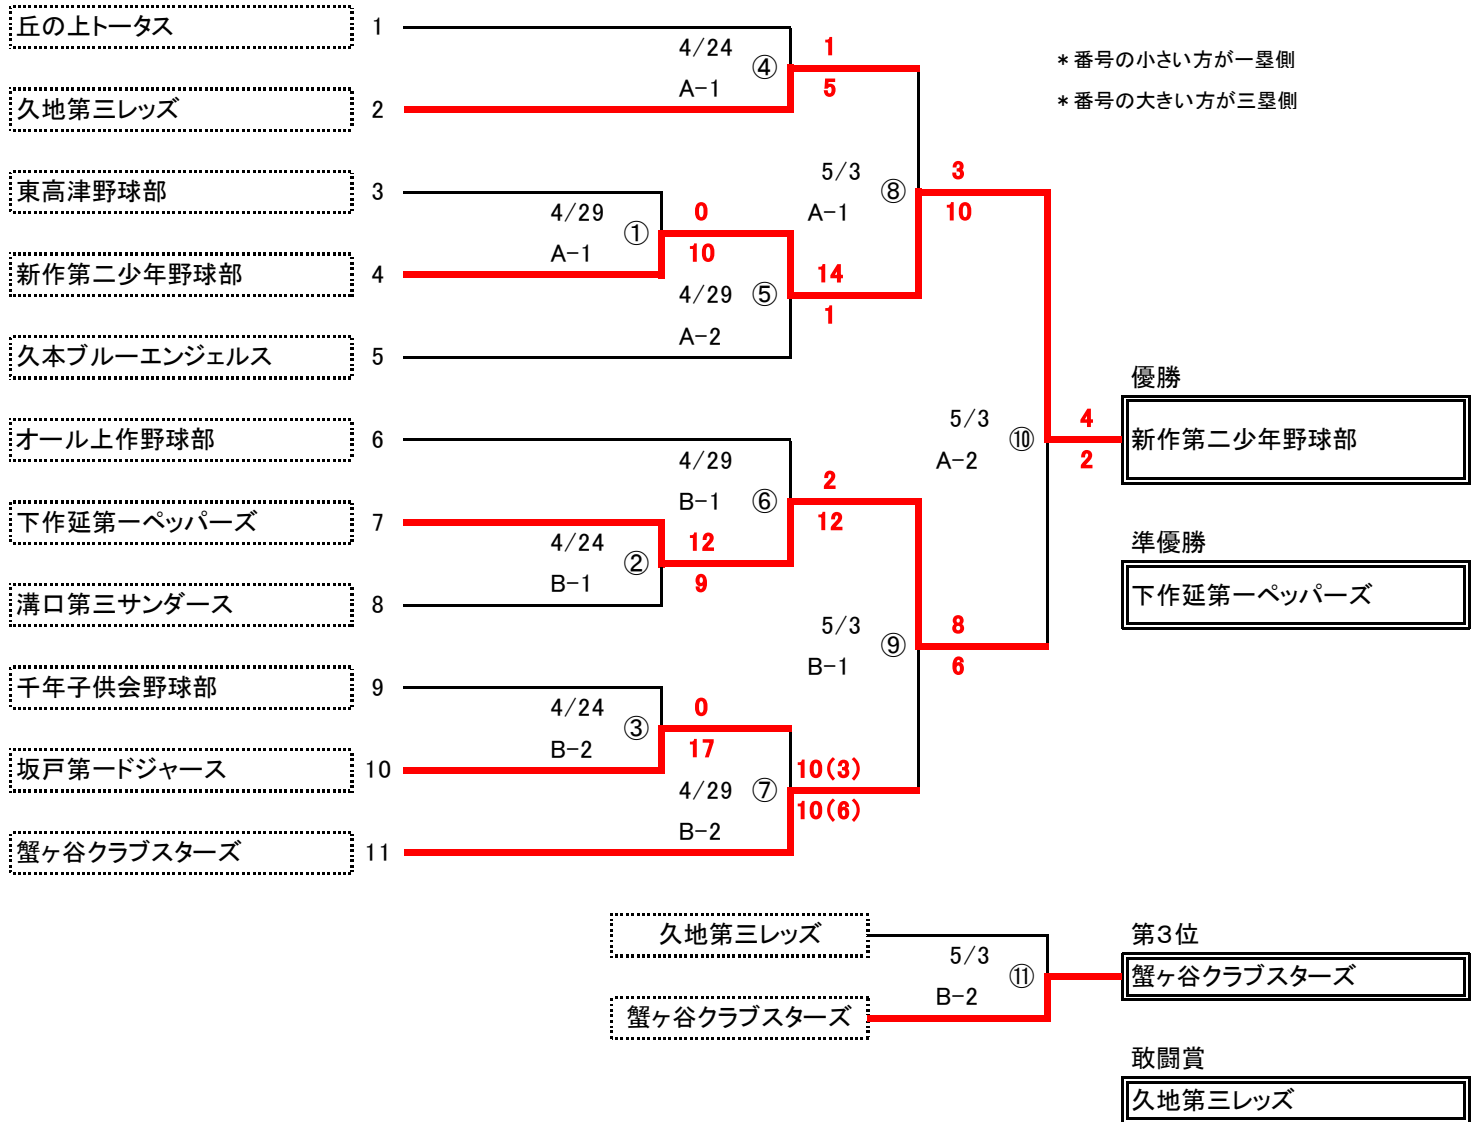 丘の上トータス 1
4/24 ④ 1
＊番号の小さい方が一塁側
A-1 5
＊番号の大きい方が三塁側
久地第三レッズ 2
東高津野球部 3
5/3 ⑧ 3
4/29 ① 0
A-1 10
A-1 10
新作第二少年野球部 4
14
4/29 ⑤
1
A-2
久本ブルーエンジェルス 5
優勝
オール上作野球部 6
5/3 ⑩ 4
新作第二少年野球部
4/29
A-2 2
2
B-1 ⑥
下作延第一ペッパーズ 7
12
4/24 ② 12
準優勝
B-1 9
下作延第一ペッパーズ
溝口第三サンダース 8
5/3 ⑨ 8
B-1 6
千年子供会野球部 9
4/24 ③ 0
B-2 17
坂戸第一ドジャース 10
10(3)
4/29 ⑦
10(6)
B-2
蟹ヶ谷クラブスターズ 11
久地第三レッズ
第3位
5/3 ⑪
蟹ヶ谷クラブスターズ
B-2
蟹ヶ谷クラブスターズ
敢闘賞
久地第三レッズ